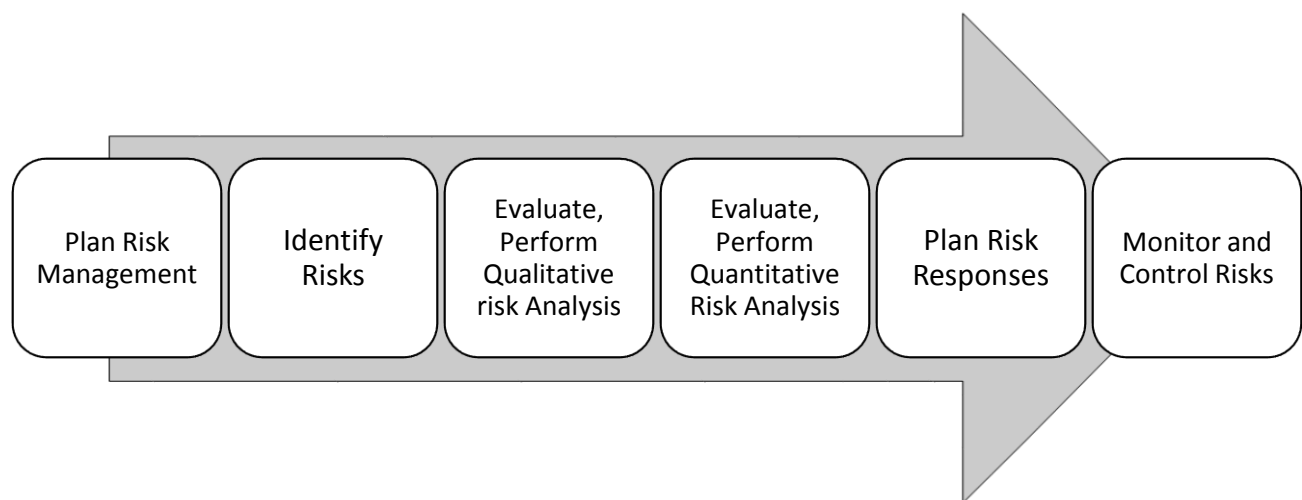 Plan Risk
Management
Identify
Risks
Evaluate,
Perform
Qualitative
risk Analysis
Evaluate,
Perform
Quantitative
Risk Analysis
Plan Risk
Responses
Monitor and
Control Risks